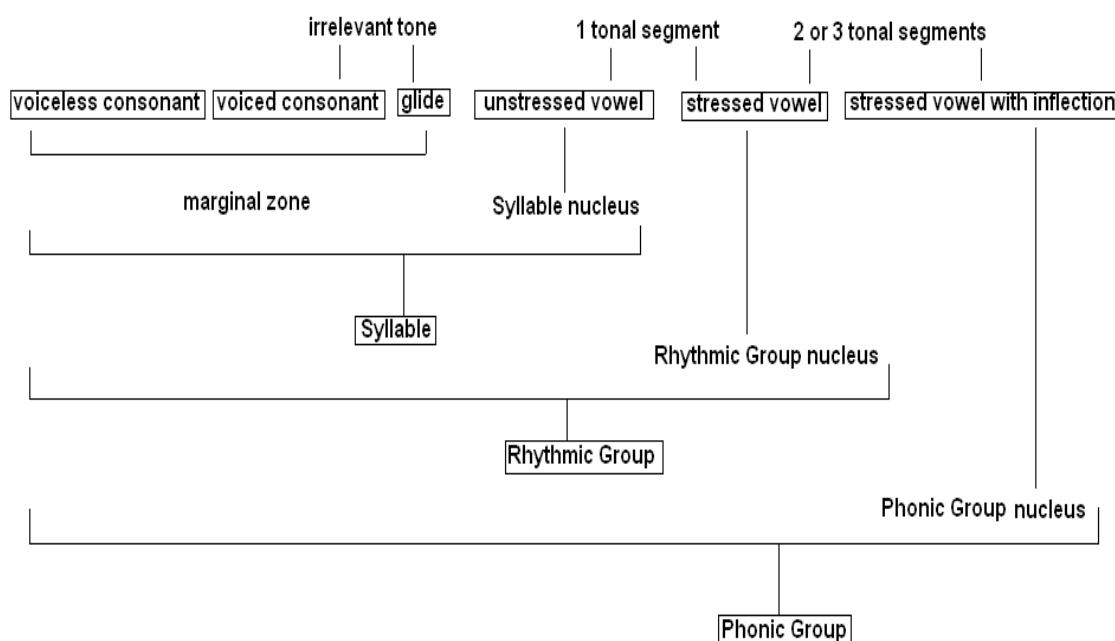 irrelevant tone 1 tonal segment 2 or 3 tonal segments
voiceless consonant voiced consonant glide unstressed vowel stressed vowel stressed vowel with inflection
marginal zone Syllable nucleus
Syllable
Rhythmic Group nucleus
Rhythmic Group
Phonic Group nucleus
Phonic Group